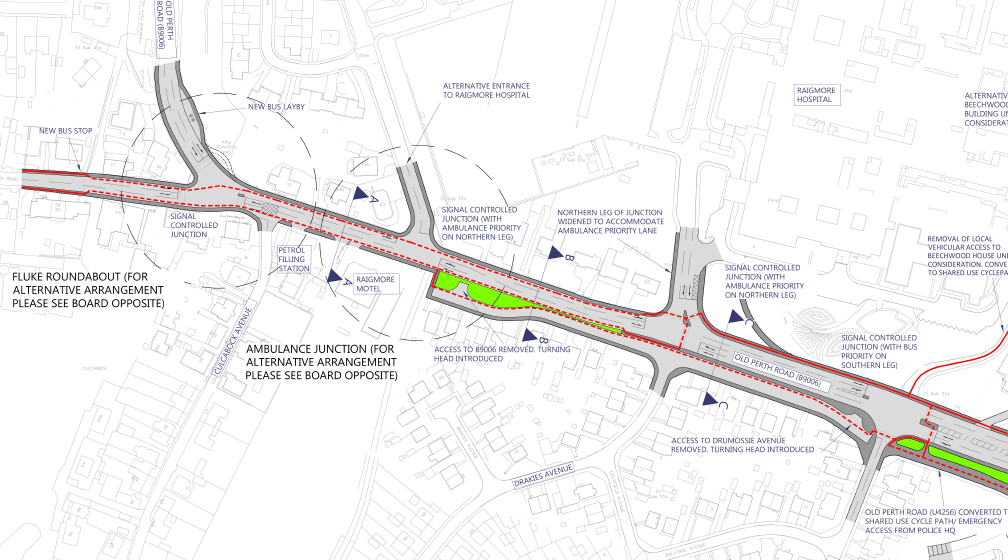 OLD PERTH
ROAD (B9006)
NEW BUS LAYBY
NEW BUS STOP
ALTERNATIVE ENTRANCE
TO RAIGMORE HOSPITAL
RAIGMORE
HOSPITAL
ALTERNATIV
BEECHWOOD
BUILDING UN
CONSIDERAT
SIGNAL
CONTROLLED
JUNCTION
A
SIGNAL CONTROLLED
JUNCTION (WITH
AMBULANCE PRIORITY
ON NORTHERN LEG)
NORTHERN LEG OF JUNCTION
WIDENED TO ACCOMMODATE
AMBULANCE PRIORITY LANE
B
REMOVAL OF LOCAL
VEHICULAR ACCESS TO
BEECHWOOD HOUSE UN
CONSIDERATION. CONVE
TO SHARED USE CYCLEPA
PETROL
FILLING
STATION
A
RAIGMORE
MOTEL
SIGNAL CONTROLLED
JUNCTION (WITH
AMBULANCE PRIORITY
ON NORTHERN LEG)
C
FLUKE ROUNDABOUT (FOR
ALTERNATIVE ARRANGEMENT
PLEASE SEE BOARD OPPOSITE)
CULCABOCK AVENUE
AMBULANCE JUNCTION (FOR
ALTERNATIVE ARRANGEMENT
PLEASE SEE BOARD OPPOSITE)
B
ACCESS TO B9006 REMOVED. TURNING
HEAD INTRODUCED
SIGNAL CONTROLLED
JUNCTION (WITH BUS
PRIORITY ON
SOUTHERN LEG)
OLD PERTH ROAD (B9006)
CULCABOCK
C
ACCESS TO DRUMOSSIE AVENUE
REMOVED. TURNING HEAD INTRODUCED
DRAKIES AVENUE
OLD PERTH ROAD (U4256) CONVERTED T
SHARED USE CYCLE PATH/ EMERGENCY
ACCESS FROM POLICE HQ